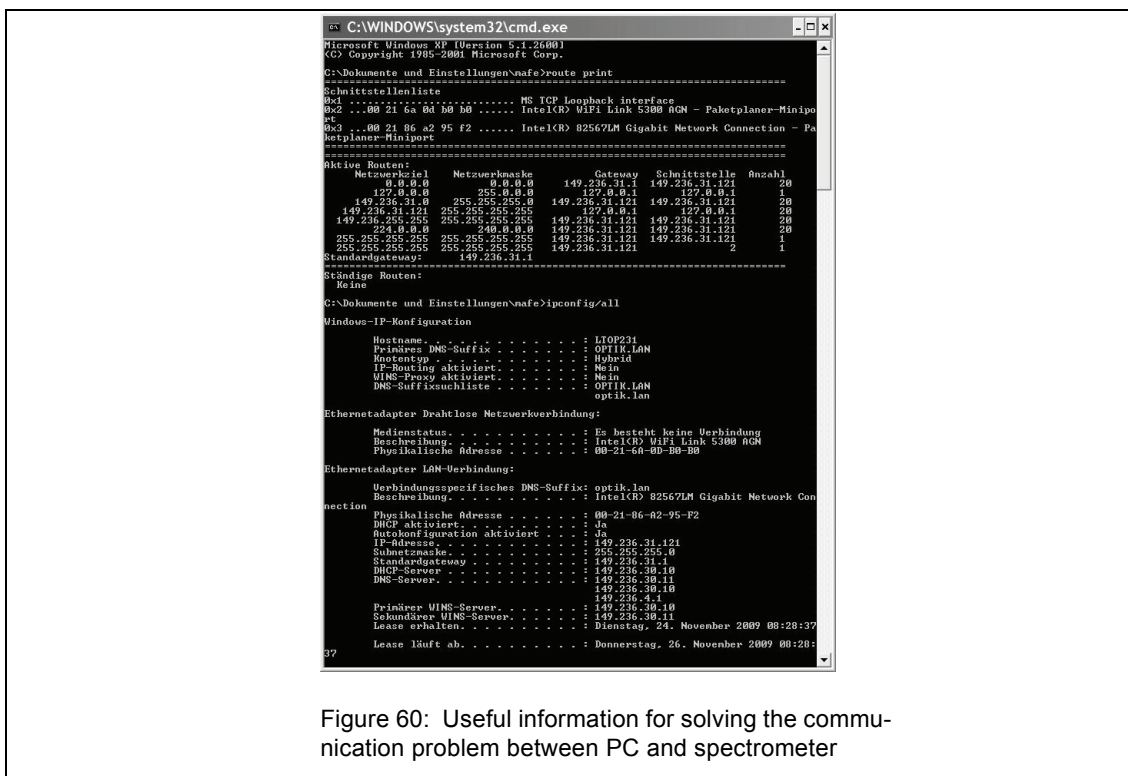 C:\WINDOWS\system32\cmd.exe
Microsoft Windows XP [Version 5.1.2600]
(C) Copyright 1985-2001 Microsoft Corp.
C:\Dokumente und Einstellungen\mafe>route print
===========================================================================
Schnittstellenliste
0x1 ........................... MS TCP Loopback interface
0x2 ...00 21 6a 0d b0 b0 ...... Intel(R) WiFi Link 5300 AGN - Paketplaner-Minipo
rt
0x3 ...00 21 86 a2 95 f2 ...... Intel(R) 82567LM Gigabit Network Connection - Pa
ketplaner-Miniport
===========================================================================
===========================================================================
Aktive Routen:
Netzwerkziel Netzwerkmaske Gateway Schnittstelle Anzahl
0.0.0.0 0.0.0.0 149.236.31.1 149.236.31.121 20
127.0.0.0 255.0.0.0 127.0.0.1 127.0.0.1 1
149.236.31.0 255.255.255.0 149.236.31.121 149.236.31.121 20
149.236.31.121 255.255.255.255 127.0.0.1 127.0.0.1 20
149.236.255.255 255.255.255.255 149.236.31.121 149.236.31.121 20
224.0.0.0 240.0.0.0 149.236.31.121 149.236.31.121 20
255.255.255.255 255.255.255.255 149.236.31.121 149.236.31.121 1
255.255.255.255 255.255.255.255 149.236.31.121 2 1
Standardgateway: 149.236.31.1
===========================================================================
Ständige Routen:
Keine
C:\Dokumente und Einstellungen\mafe>ipconfig/all
Windows-IP-Konfiguration
Hostname. . . . . . . . . . . . . : LTOP231
Primäres DNS-Suffix . . . . . . . : OPTIK.LAN
Knotentyp . . . . . . . . . . . . : Hybrid
IP-Routing aktiviert. . . . . . . : Nein
WINS-Proxy aktiviert. . . . . . . : Nein
DNS-Suffixsuchliste . . . . . . . : OPTIK.LAN
optik.lan
Ethernetadapter Drahtlose Netzwerkverbindung:
Medienstatus. . . . . . . . . . . : Es besteht keine Verbindung
Beschreibung. . . . . . . . . . . : Intel(R) WiFi Link 5300 AGN
Physikalische Adresse . . . . . . : 00-21-6A-0D-B0-B0
Ethernetadapter LAN-Verbindung:
Verbindungsspezifisches DNS-Suffix: optik.lan
Beschreibung. . . . . . . . . . . : Intel(R) 82567LM Gigabit Network Con
nection
Physikalische Adresse . . . . . . : 00-21-86-A2-95-F2
DHCP aktiviert. . . . . . . . . . : Ja
Autokonfiguration aktiviert . . . : Ja
IP-Adresse. . . . . . . . . . . . : 149.236.31.121
Subnetzmaske. . . . . . . . . . . : 255.255.255.0
Standardgateway . . . . . . . . . : 149.236.31.1
DHCP-Server . . . . . . . . . . . : 149.236.30.10
DNS-Server. . . . . . . . . . . . : 149.236.30.11
149.236.30.10
149.236.4.1
Primärer WINS-Server. . . . . . . : 149.236.30.10
Sekundärer WINS-Server. . . . . . : 149.236.30.11
Lease erhalten. . . . . . . . . . : Dienstag, 24. November 2009 08:28:37
Lease läuft ab. . . . . . . . . . : Donnerstag, 26. November 2009 08:28:
37
Figure 60: Useful information for solving the commu-
nication problem between PC and spectrometer